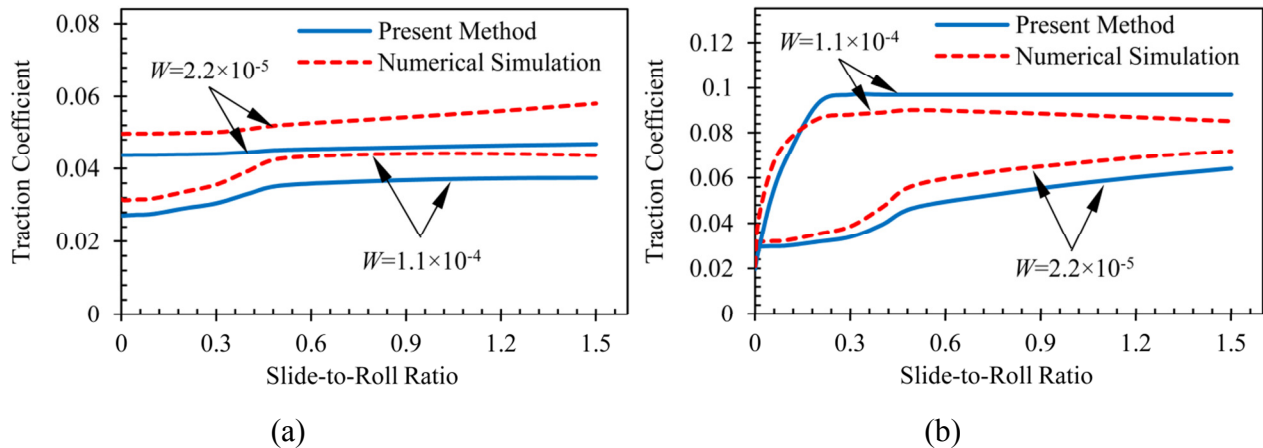 0.08
0.06
0.04
0.02
0
Traction Coefficient
Present Method
Numerical Simulation
W=2.2×10⁻⁵
W=1.1×10⁻⁴
0 0.3 0.6 0.9 1.2 1.5
Slide-to-Roll Ratio
(a)
0.12
0.1
0.08
0.06
0.04
0.02
0
Traction Coefficient
W=1.1×10⁻⁴
Present Method
Numerical Simulation
W=2.2×10⁻⁵
0 0.3 0.6 0.9 1.2 1.5
Slide-to-Roll Ratio
(b)